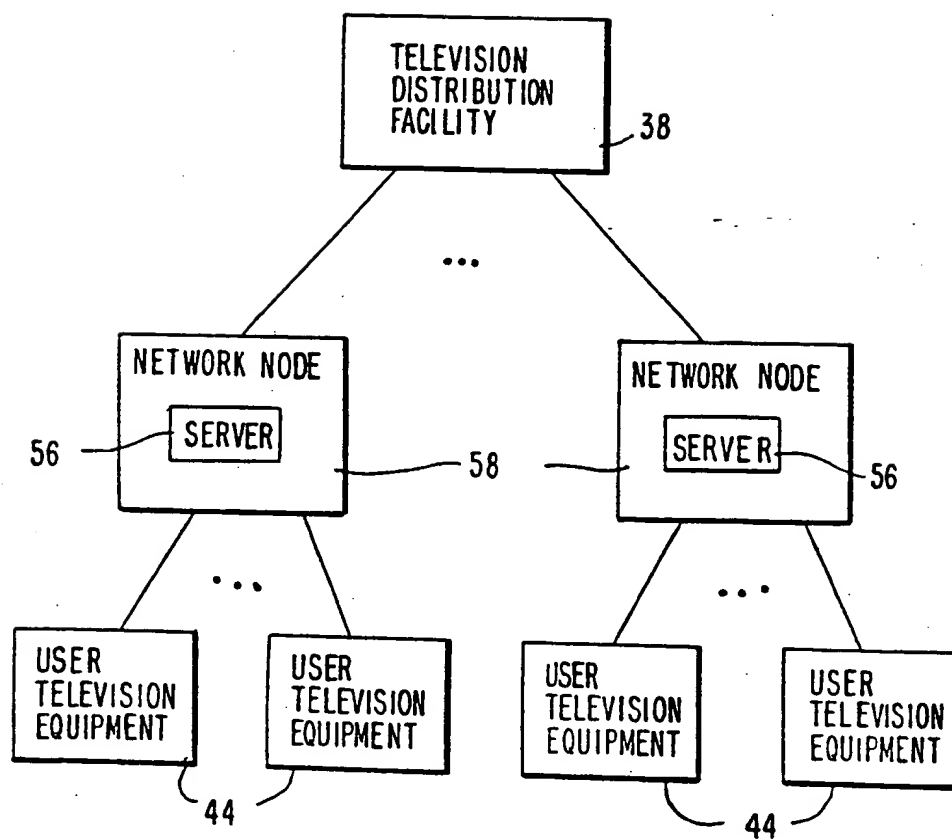 TELEVISION
DISTRIBUTION
FACILITY
38
...
NETWORK NODE
SERVER
56
58
NETWORK NODE
SERVER
56
...
...
USER
TELEVISION
EQUIPMENT
USER
TELEVISION
EQUIPMENT
44
USER
TELEVISION
EQUIPMENT
USER
TELEVISION
EQUIPMENT
44